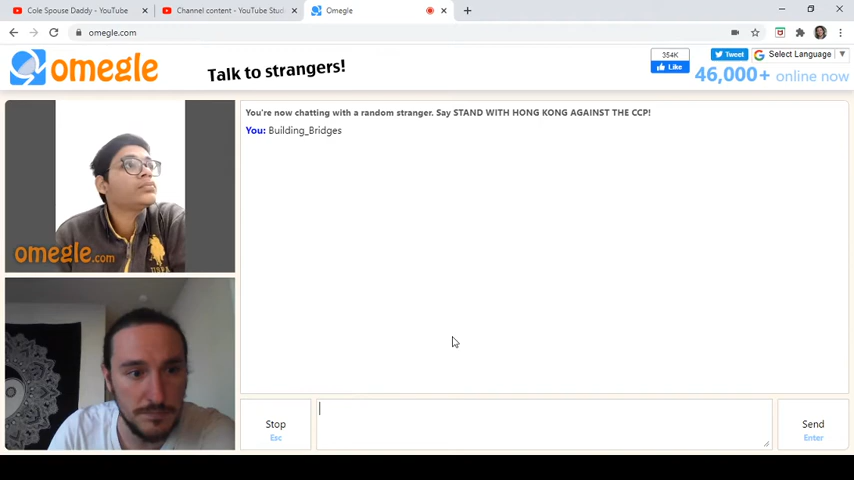 Cole Spouse Daddy - YouTube
Channel content - YouTube Stud
Omegle
omegle.com
omegle
Talk to strangers!
354K
Like
Tweet
Select Language
46,000+ online now
You're now chatting with a random stranger. Say STAND WITH HONG KONG AGAINST THE CCP!
You: Building_Bridges
omegle.com
USPA
Stop
Esc
Send
Enter